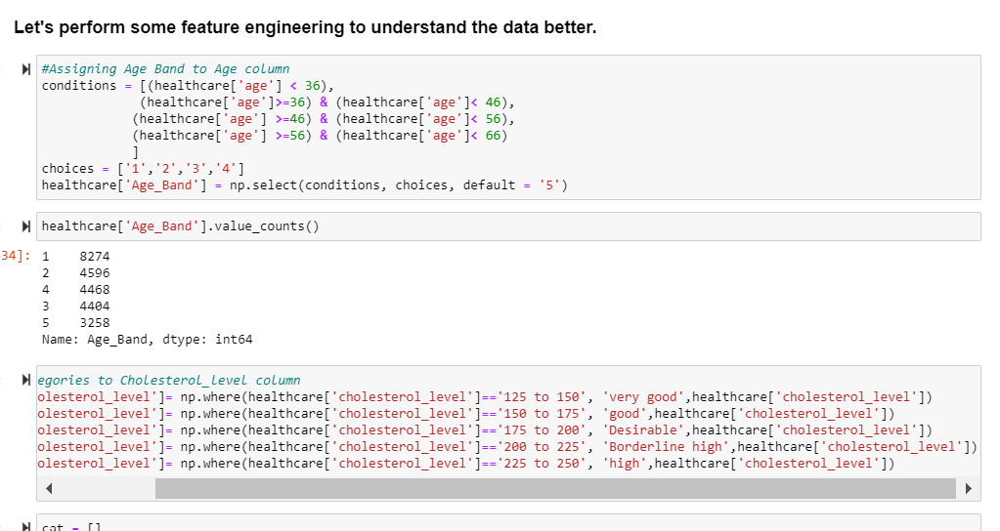 Let's perform some feature engineering to understand the data better.
#Assigning Age Band to Age column
conditions = [(healthcare['age'] < 36),
(healthcare['age']>=36) & (healthcare['age']< 46),
(healthcare['age'] >=46) & (healthcare['age']< 56),
(healthcare['age'] >=56) & (healthcare['age']< 66)
]
choices = ['1','2','3','4']
healthcare['Age_Band'] = np.select(conditions, choices, default = '5')
healthcare['Age_Band'].value_counts()
34]: 1 8274
2 4596
4 4468
3 4404
5 3258
Name: Age_Band, dtype: int64
egories to Cholesterol_level column
olesterol_level']= np.where(healthcare['cholesterol_level']=='125 to 150', 'very good',healthcare['cholesterol_level'])
olesterol_level']= np.where(healthcare['cholesterol_level']=='150 to 175', 'good',healthcare['cholesterol_level'])
olesterol_level']= np.where(healthcare['cholesterol_level']=='175 to 200', 'Desirable',healthcare['cholesterol_level'])
olesterol_level']= np.where(healthcare['cholesterol_level']=='200 to 225', 'Borderline high',healthcare['cholesterol_level'])
olesterol_level']= np.where(healthcare['cholesterol_level']=='225 to 250', 'high',healthcare['cholesterol_level'])
cat = []